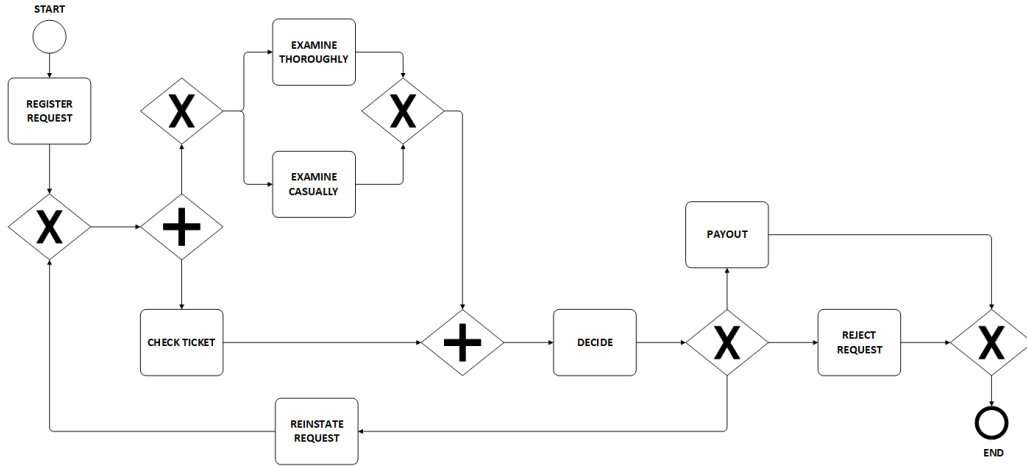 START
REGISTER
REQUEST
X
+
X
EXAMINE
THOROUGHLY
EXAMINE
CASUALLY
X
CHECK TICKET
+
DECIDE
X
PAYOUT
REJECT
REQUEST
X
END
REINSTATE
REQUEST